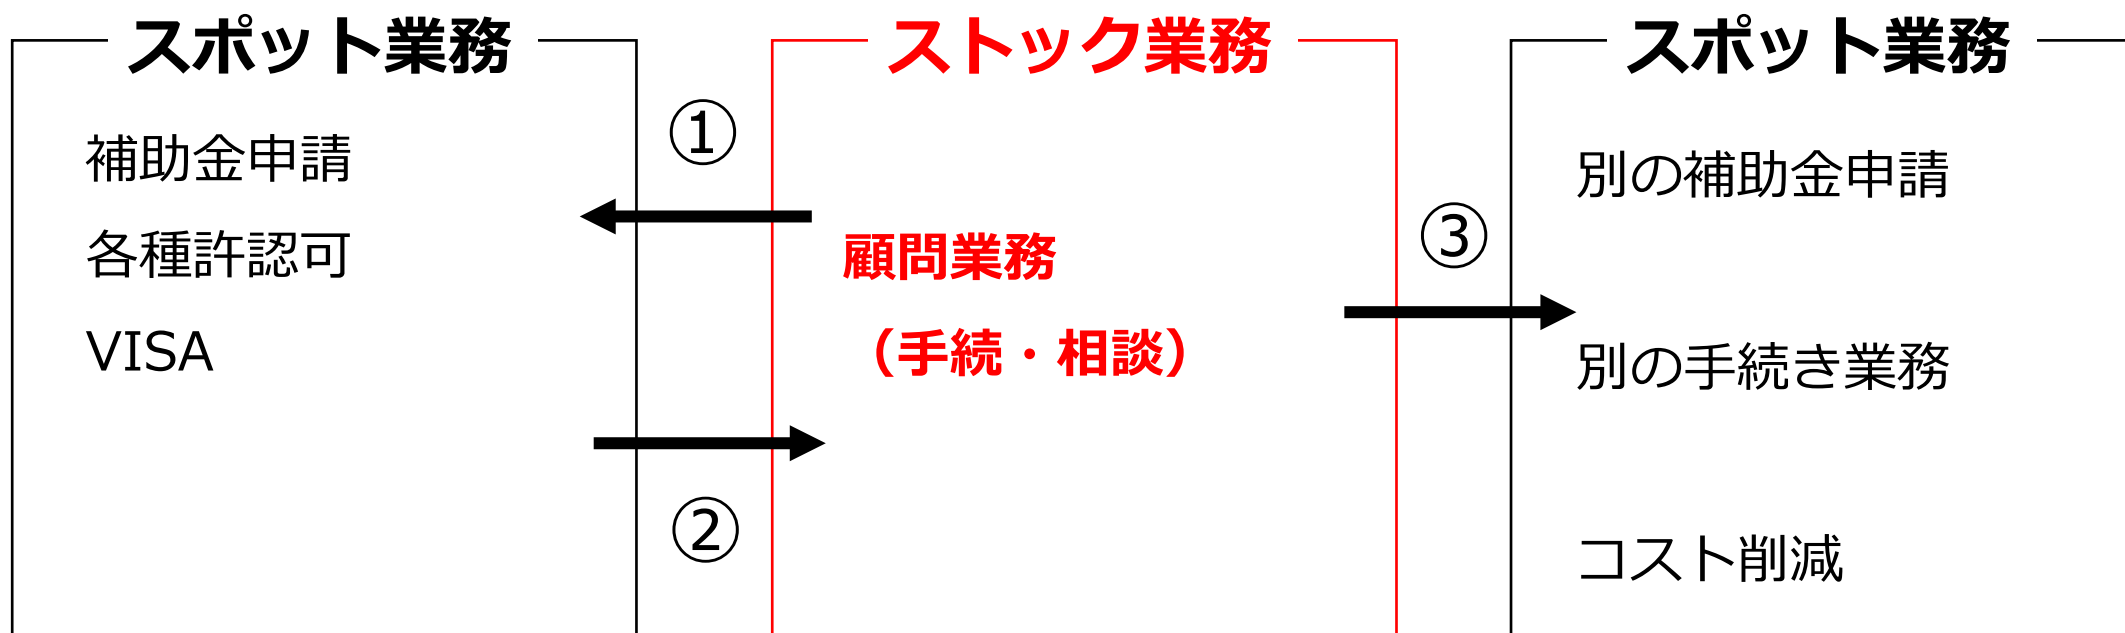 スポット業務
補助金申請
各種許認可
VISA
①
②
ストック業務
顧問業務
（手続・相談）
③
スポット業務
別の補助金申請
別の手続き業務
コスト削減